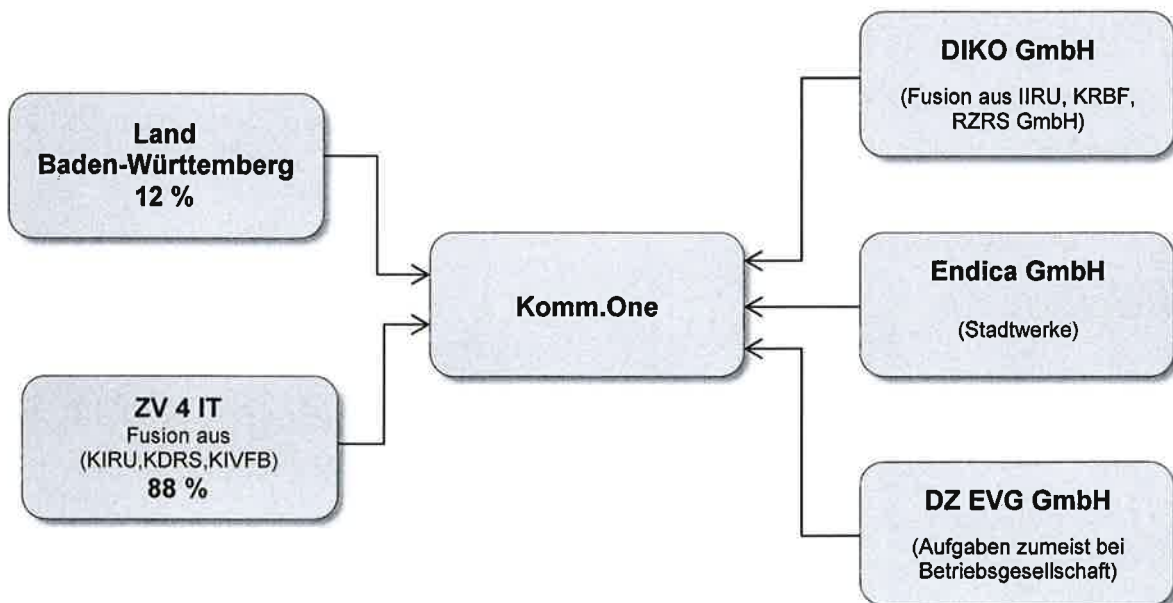 Land
Baden-Württemberg
12 %
ZV 4 IT
Fusion aus
(KIRU,KDRS,KIVFB)
88 %
Komm.One
DIKO GmbH
(Fusion aus IIRU, KRBF,
RZRS GmbH)
Endica GmbH
(Stadtwerke)
DZ EVG GmbH
(Aufgaben zumeist bei
Betriebsgesellschaft)